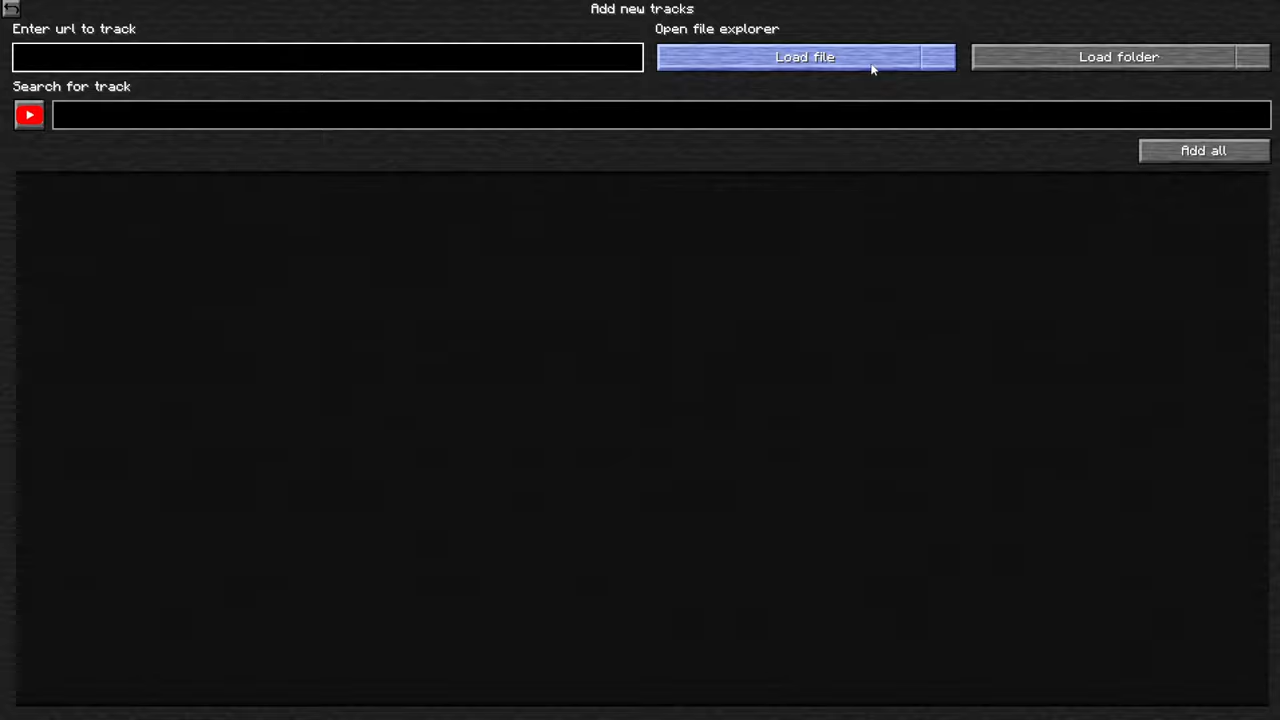 Add new tracks
Enter url to track
Open file explorer
Load file
Load folder
Search for track
Add all